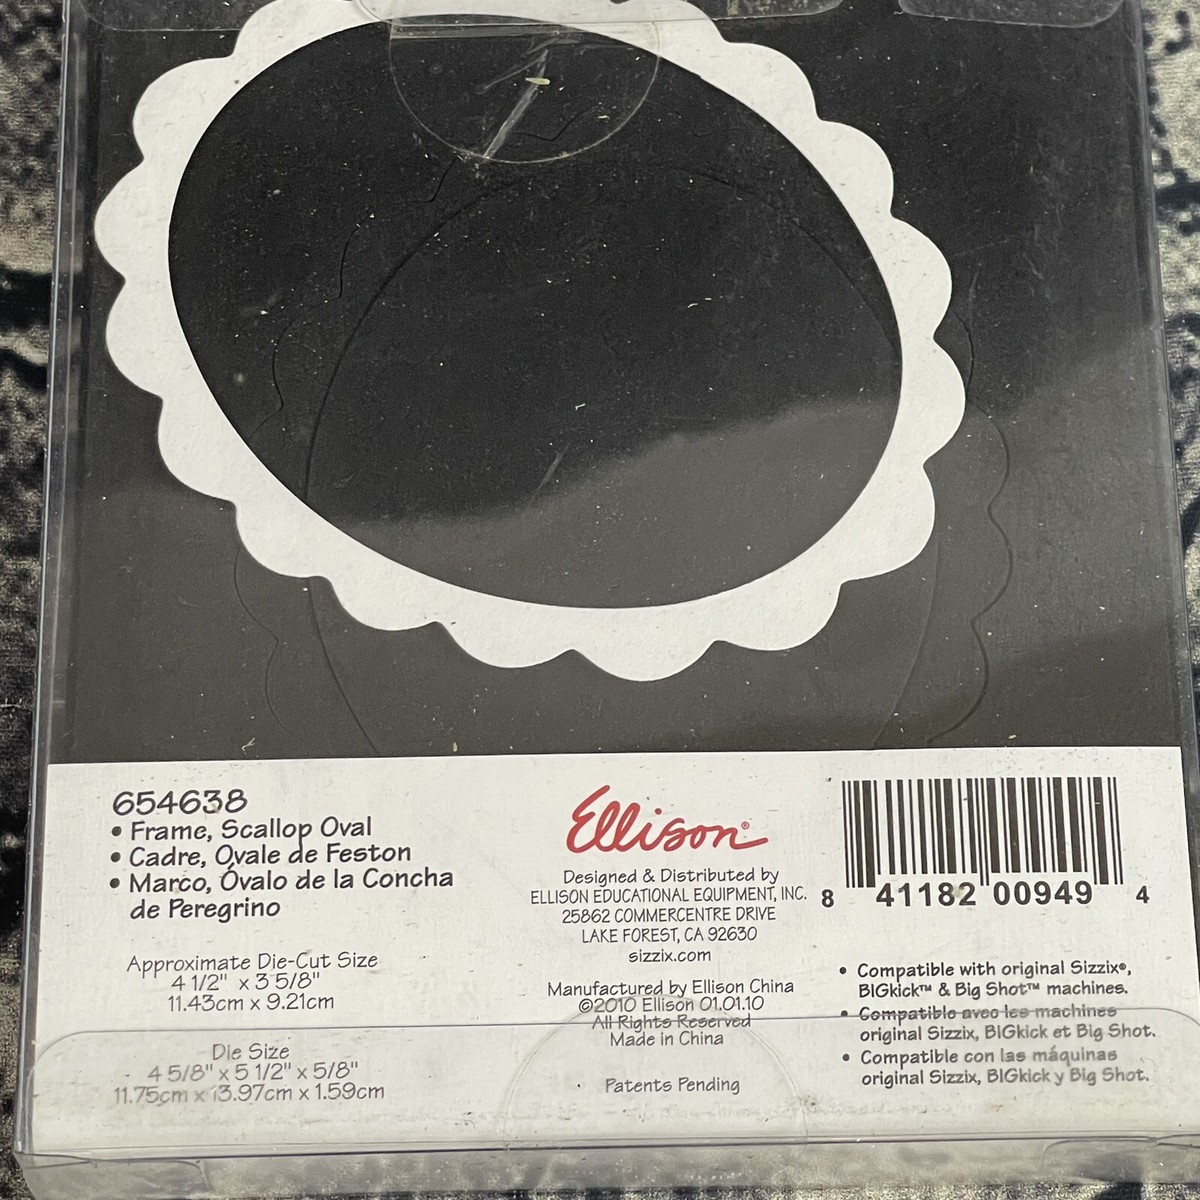 654638
• Frame, Scallop Oval
• Cadre, Ovale de Feston
• Marco, Óvalo de la Concha
de Peregrino
Approximate Die-Cut Size
4 1/2" x 3 5/8"
11.43cm x 9.21cm
Die Size
4 5/8" x 5 1/2" x 5/8"
11.75cm x 13.97cm x 1.59cm
Ellison®
Designed & Distributed by
ELLISON EDUCATIONAL EQUIPMENT, INC.
25862 COMMERCENTRE DRIVE
LAKE FOREST, CA 92630
sizzix.com
Manufactured by Ellison China
©2010 Ellison 01.01.10
All Rights Reserved
Made in China
Patents Pending
8 41182 00949 4
• Compatible with original Sizzix®,
BIGkick™ & Big Shot™ machines.
• Compatible avec les machines
original Sizzix, BIGkick et Big Shot.
• Compatible con las máquinas
original Sizzix, BIGkick y Big Shot.